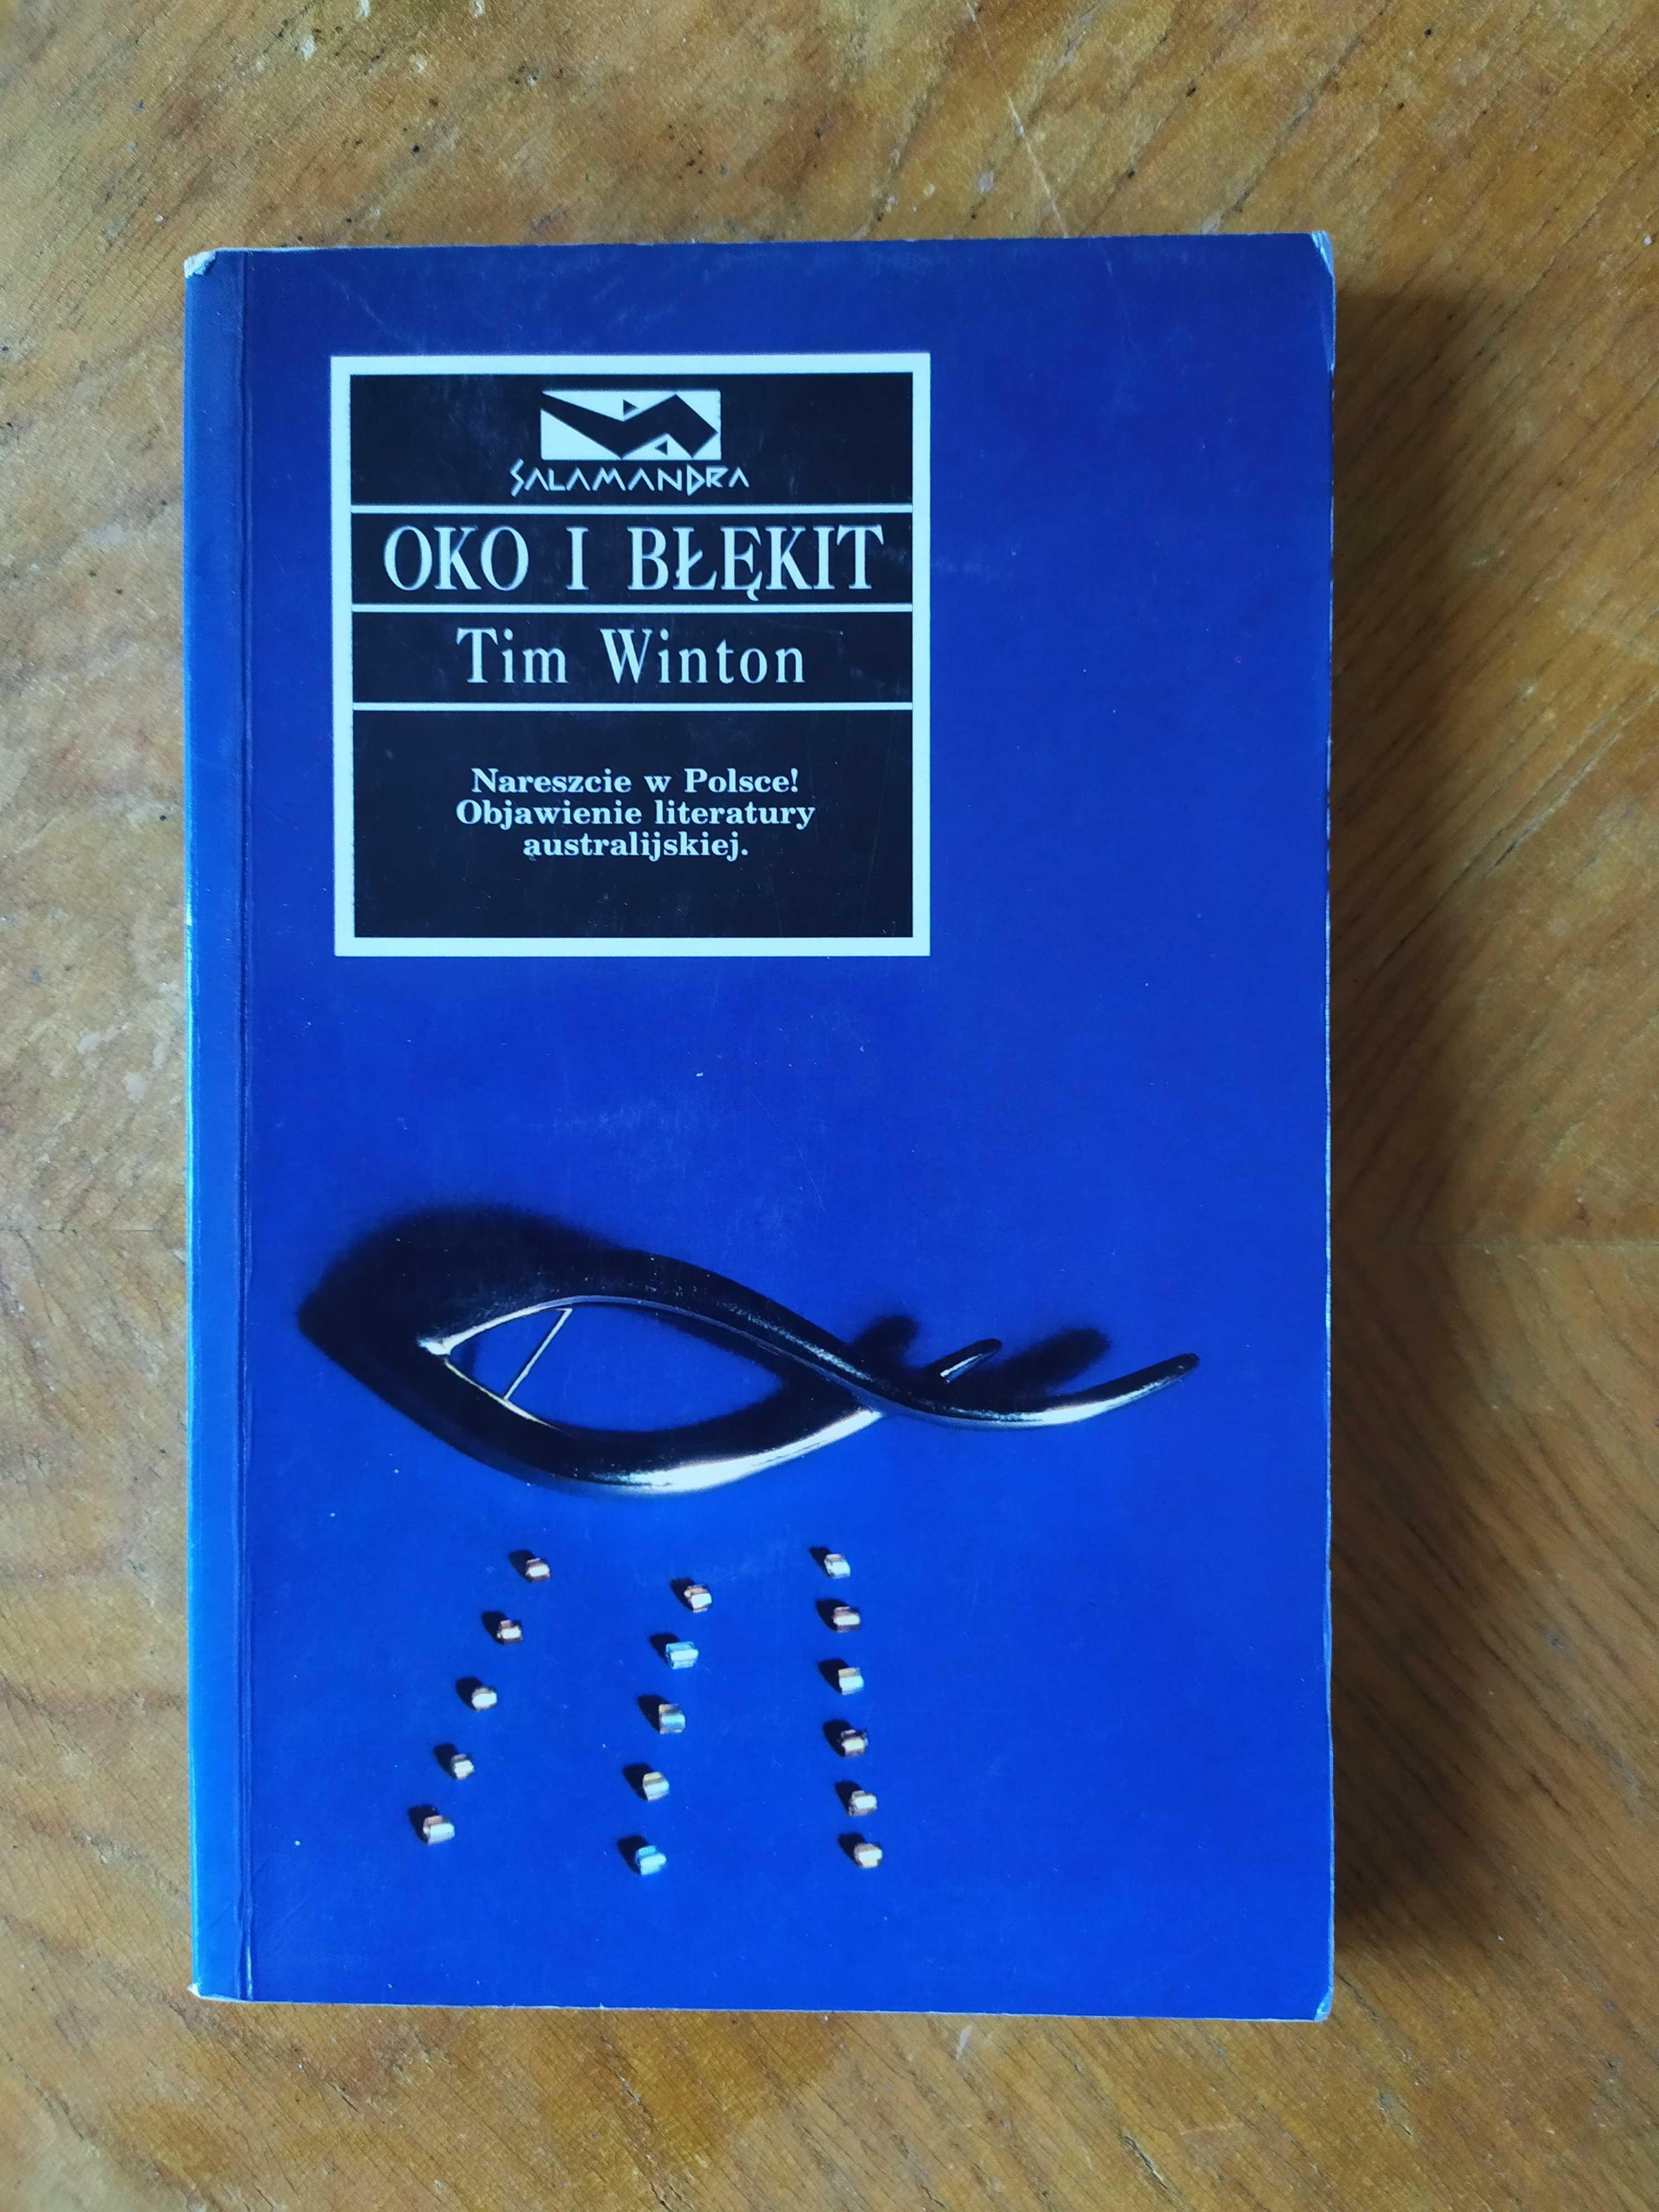 SALAMANDRA
OKO I BŁĘKIT
Tim Winton
Nareszcie w Polsce!
Objawienie literatury
australijskiej.